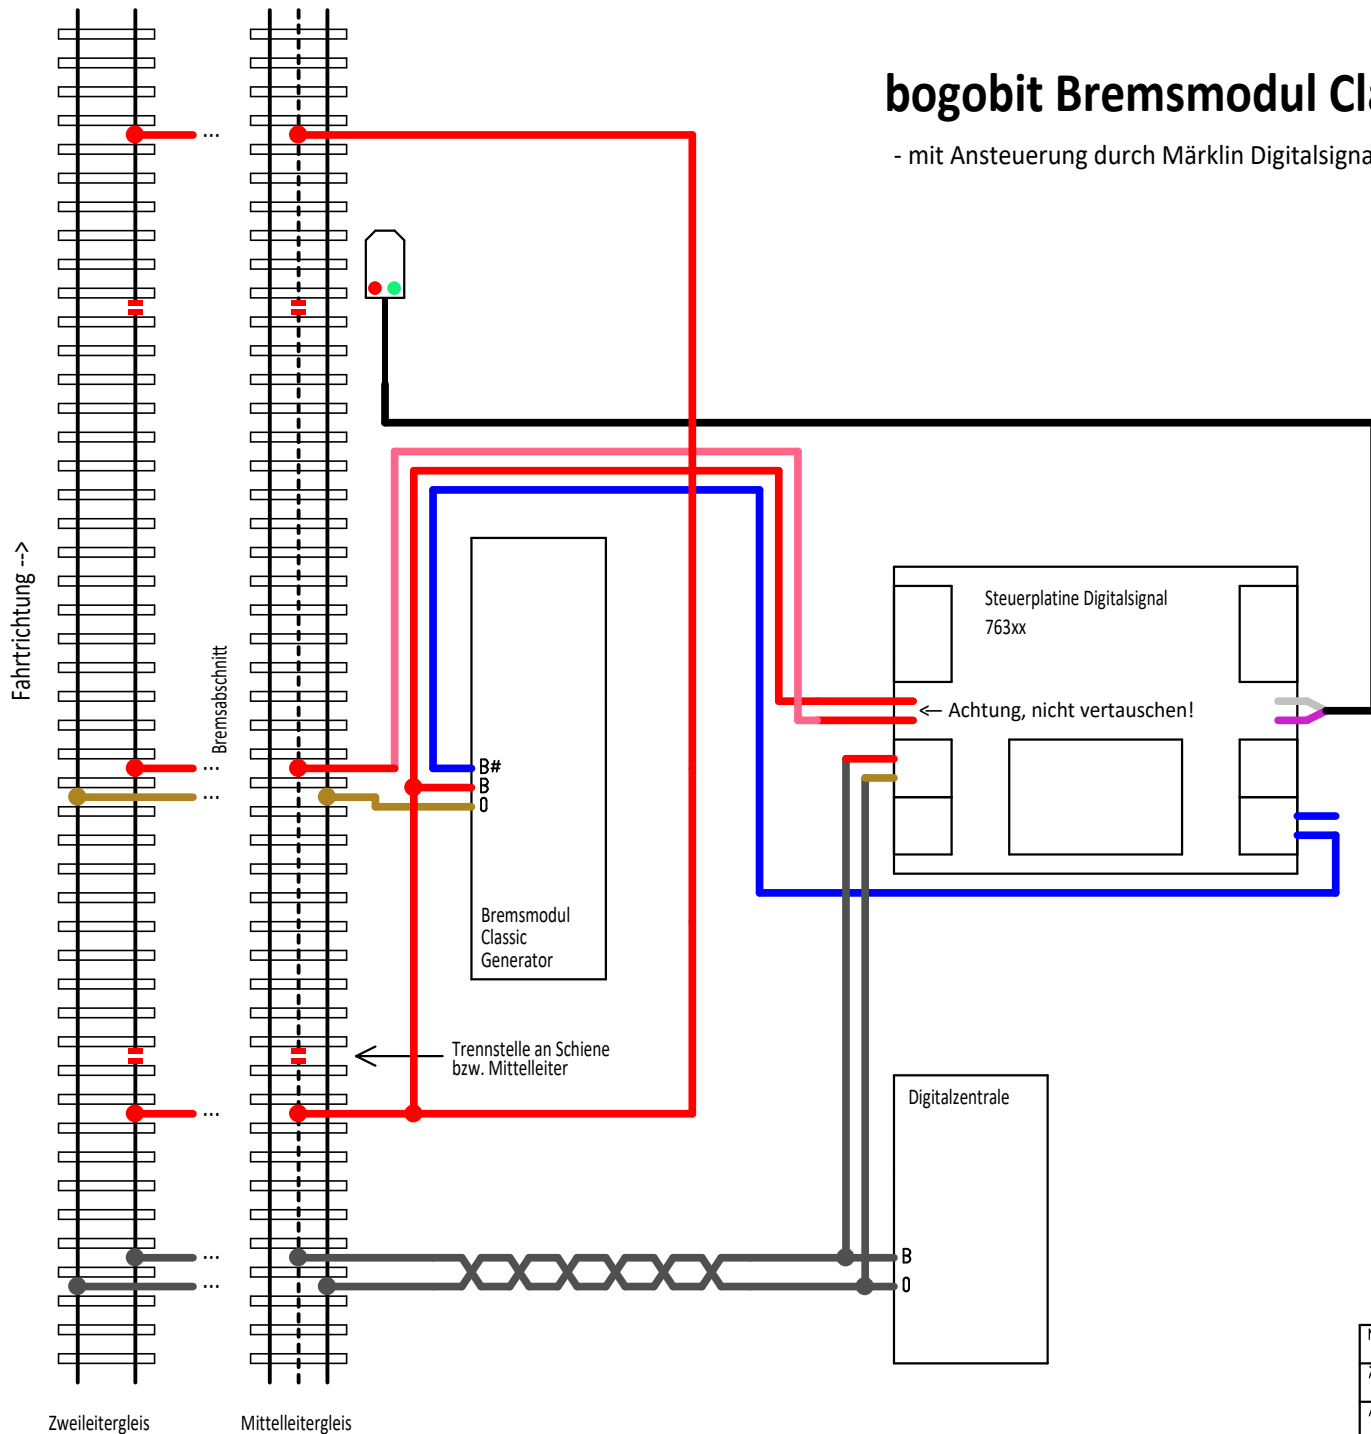 bogobit Bremsmodul Cla
- mit Ansteuerung durch Märklin Digitalsigna
...
Fahrtrichtung -->
Bremsabschnitt
Steuerplatine Digitalsignal
763xx
<-- Achtung, nicht vertauschen!
...
...
B#
B
0
Bremsmodul
Classic
Generator
Trennstelle an Schiene
bzw. Mittelleiter
Digitalzentrale
...
...
...
B
0
Zweileitergleis
Mittelleitergleis